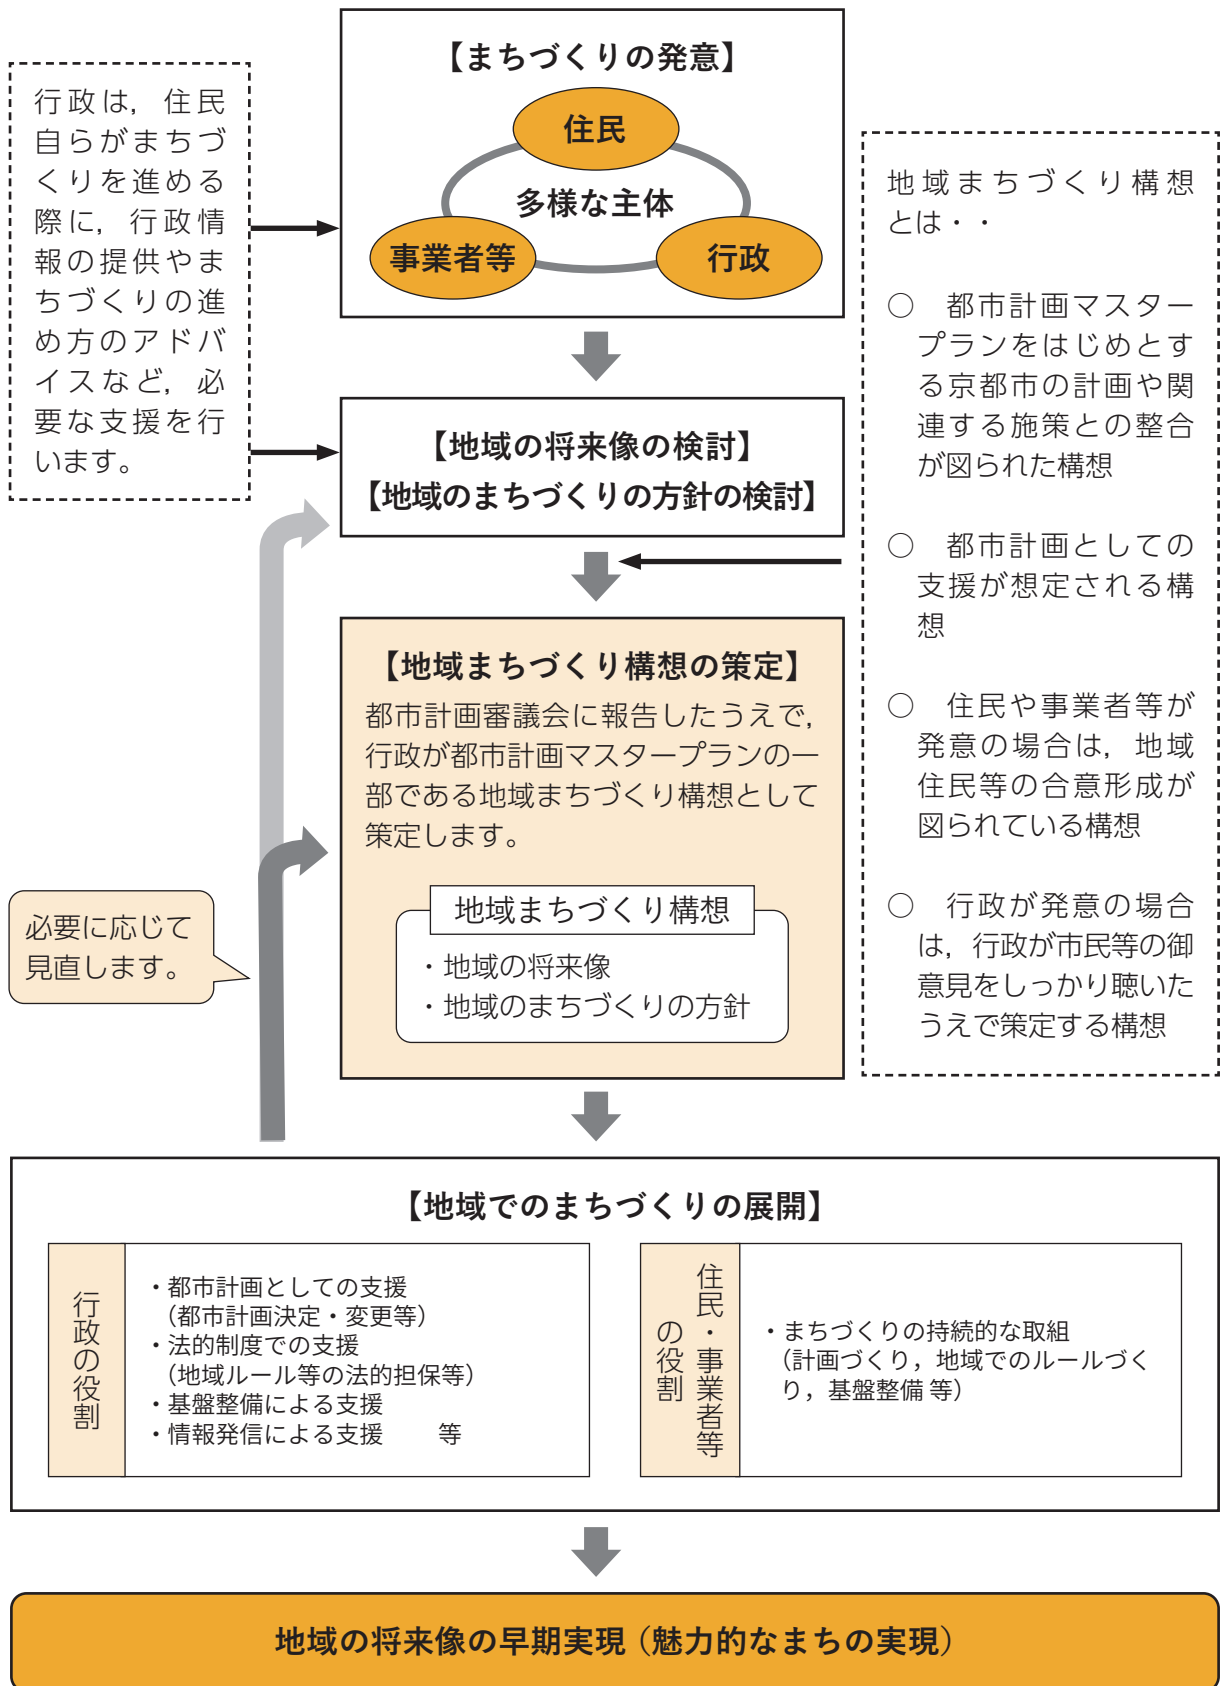 【まちづくりの発意】
住民
多様な主体
事業者等
行政
行政は，住民
自らがまちづ
くりを進める
際に，行政情
報の提供やま
ちづくりの進
め方のアドバ
イスなど，必
要な支援を行
います。
【地域の将来像の検討】
【地域のまちづくりの方針の検討】
地域まちづくり構想
とは・・
○　都市計画マスター
プランをはじめとす
る京都市の計画や関
連する施策との整合
が図られた構想
○　都市計画としての
支援が想定される構
想
○　住民や事業者等が
発意の場合は，地域
住民等の合意形成が
図られている構想
○　行政が発意の場合
は，行政が市民等の御
意見をしっかり聴いた
うえで策定する構想
【地域まちづくり構想の策定】
都市計画審議会に報告したうえで，
行政が都市計画マスタープランの一
部である地域まちづくり構想として
策定します。
地域まちづくり構想
・地域の将来像
・地域のまちづくりの方針
必要に応じて
見直します。
【地域でのまちづくりの展開】
行政の役割
・都市計画としての支援
（都市計画決定・変更等）
・法的制度での支援
（地域ルール等の法的担保等）
・基盤整備による支援
・情報発信による支援　　等
住民・事業者等
の役割
・まちづくりの持続的な取組
（計画づくり，地域でのルールづく
り，基盤整備 等）
地域の将来像の早期実現（魅力的なまちの実現）